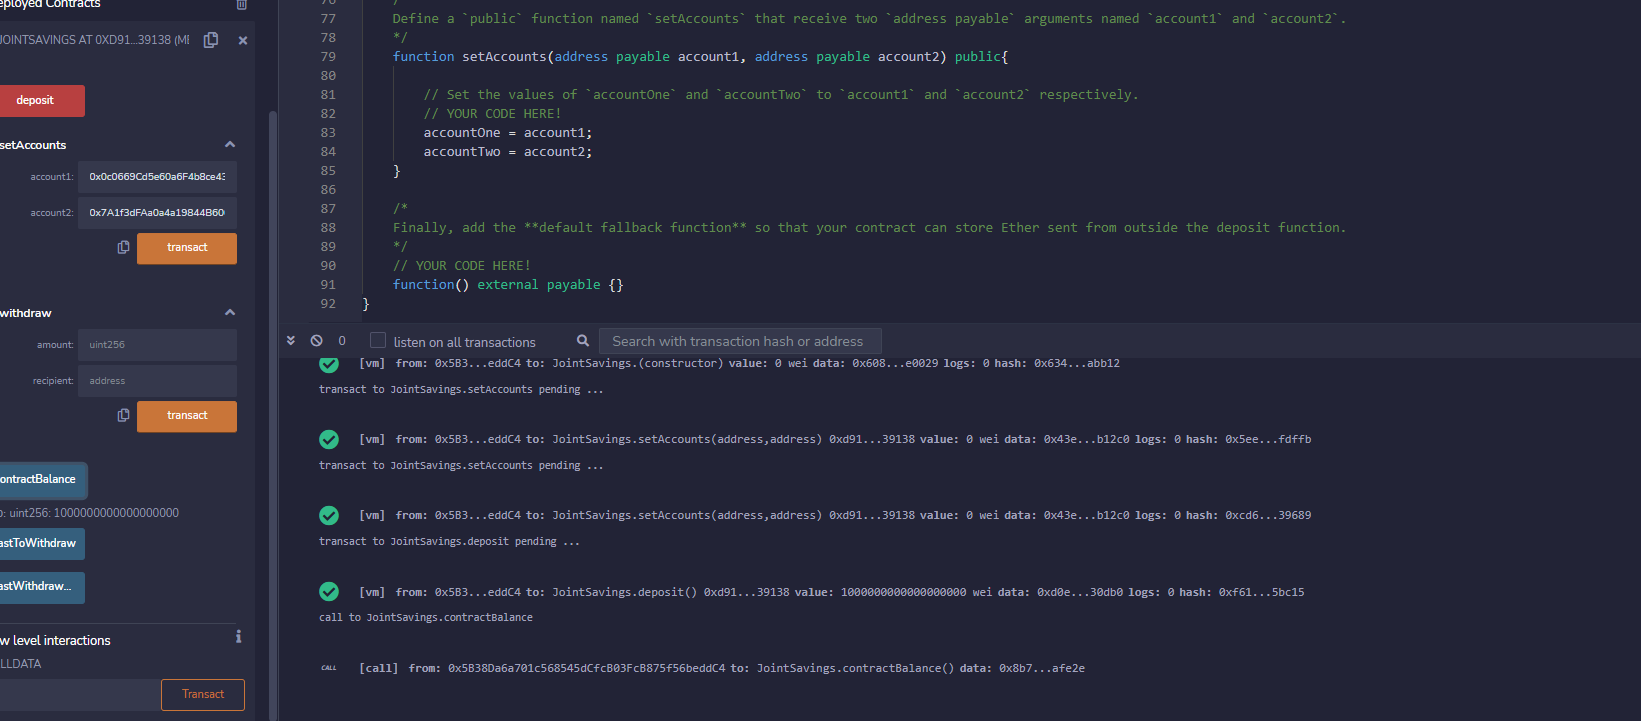 eployed Contracts
JOINTSAVINGS AT 0XD91...39138 (ME
deposit
setAccounts
account1: 0x0c0669Cd5e60a6F4b8ce43
account2: 0x7A1f3dFAa0a4a19844B60
transact
withdraw
amount: uint256
recipient: address
transact
ontractBalance
0: uint256: 1000000000000000000
astToWithdraw
astWithdraw...
w level interactions
i
LLDATA
Transact
76 /
77 Define a `public` function named `setAccounts` that receive two `address payable` arguments named `account1` and `account2`.
78 */
79 function setAccounts(address payable account1, address payable account2) public{
80
81 // Set the values of `accountOne` and `accountTwo` to `account1` and `account2` respectively.
82 // YOUR CODE HERE!
83 accountOne = account1;
84 accountTwo = account2;
85 }
86
87 /*
88 Finally, add the **default fallback function** so that your contract can store Ether sent from outside the deposit function.
89 */
90 // YOUR CODE HERE!
91 function() external payable {}
92 }
0 listen on all transactions Search with transaction hash or address
[vm] from: 0x5B3...eddC4 to: JointSavings.(constructor) value: 0 wei data: 0x608...e0029 logs: 0 hash: 0x634...abb12
transact to JointSavings.setAccounts pending ...
[vm] from: 0x5B3...eddC4 to: JointSavings.setAccounts(address,address) 0xd91...39138 value: 0 wei data: 0x43e...b12c0 logs: 0 hash: 0x5ee...fdffb
transact to JointSavings.setAccounts pending ...
[vm] from: 0x5B3...eddC4 to: JointSavings.setAccounts(address,address) 0xd91...39138 value: 0 wei data: 0x43e...b12c0 logs: 0 hash: 0xcd6...39689
transact to JointSavings.deposit pending ...
[vm] from: 0x5B3...eddC4 to: JointSavings.deposit() 0xd91...39138 value: 1000000000000000000 wei data: 0xd0e...30db0 logs: 0 hash: 0xf61...5bc15
call to JointSavings.contractBalance
CALL [call] from: 0x5B38Da6a701c568545dCfcB03FcB875f56beddC4 to: JointSavings.contractBalance() data: 0x8b7...afe2e